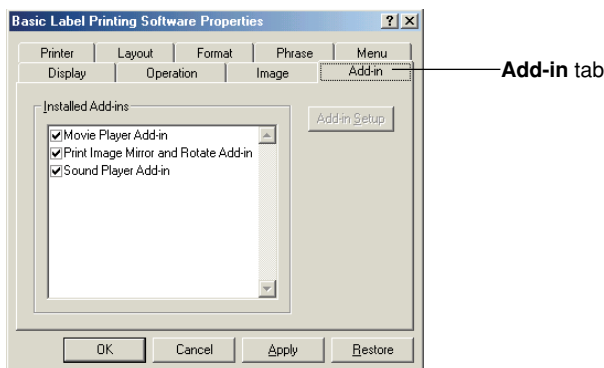 Basic Label Printing Software Properties
Printer Layout Format Phrase Menu
Display Operation Image Add-in
Add-in tab
Installed Add-ins
Add-in Setup
Movie Player Add-in
Print Image Mirror and Rotate Add-in
Sound Player Add-in
OK Cancel Apply Restore